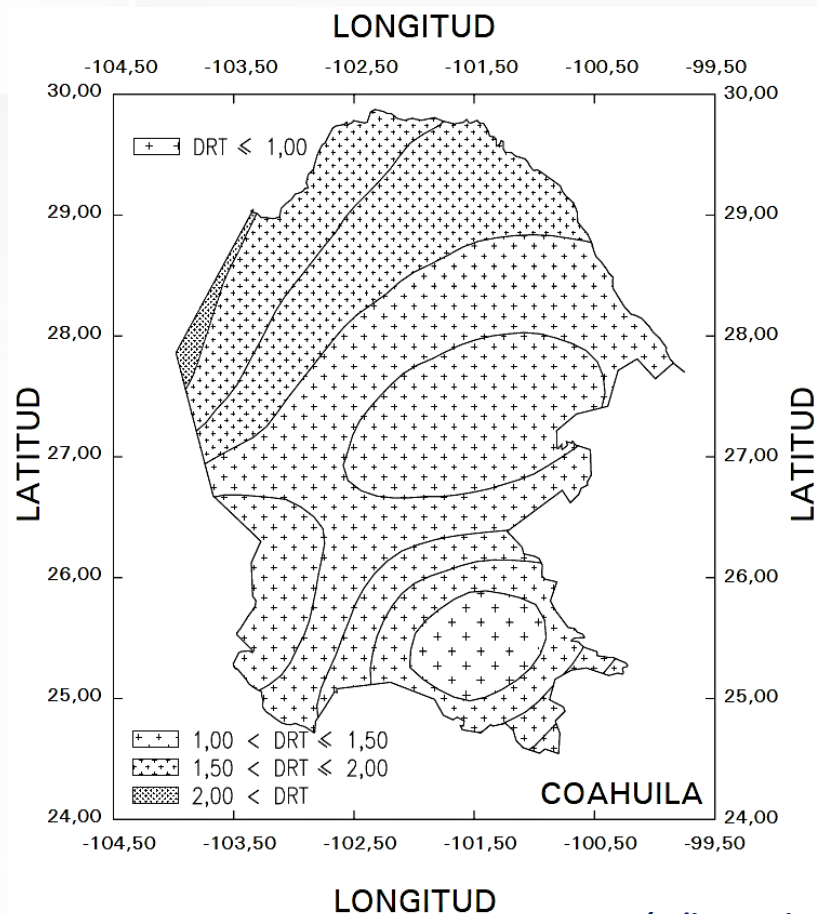 LONGITUD
-104,50 -103,50 -102,50 -101,50 -100,50 -99,50
30,00 30,00
DRT ⩽ 1,00
29,00 29,00
28,00 28,00
LATITUD
LATITUD
27,00 27,00
26,00 26,00
25,00 25,00
1,00 < DRT ⩽ 1,50
1,50 < DRT ⩽ 2,00
2,00 < DRT
COAHUILA
24,00 24,00
-104,50 -103,50 -102,50 -101,50 -100,50 -99,50
LONGITUD